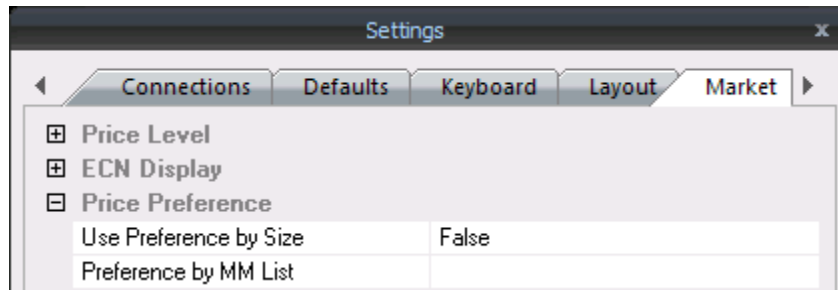 Settings
Connections Defaults Keyboard Layout Market
Price Level
ECN Display
Price Preference
Use Preference by Size False
Preference by MM List